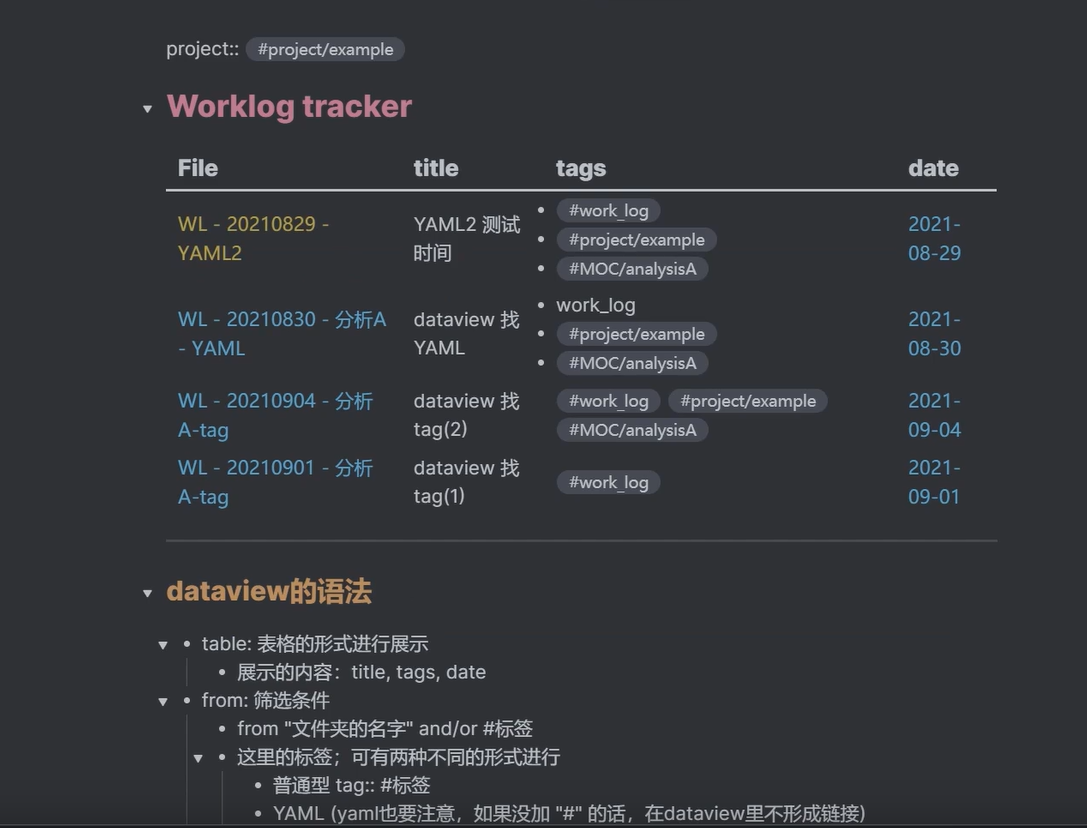 project:: #project/example
Worklog tracker
File title tags date
WL - 20210829 -
YAML2
YAML2 测试
时间
#work_log
#project/example
#MOC/analysisA
2021-
08-29
WL - 20210830 - 分析A
- YAML
dataview 找
YAML
work_log
#project/example
#MOC/analysisA
2021-
08-30
WL - 20210904 - 分析
A-tag
dataview 找
tag(2)
#work_log #project/example
#MOC/analysisA
2021-
09-04
WL - 20210901 - 分析
A-tag
dataview 找
tag(1)
#work_log
2021-
09-01
dataview的语法
table: 表格的形式进行展示
展示的内容：title, tags, date
from: 筛选条件
from "文件夹的名字" and/or #标签
这里的标签；可有两种不同的形式进行
普通型 tag:: #标签
YAML (yaml也要注意，如果没加 "#" 的话，在dataview里不形成链接)